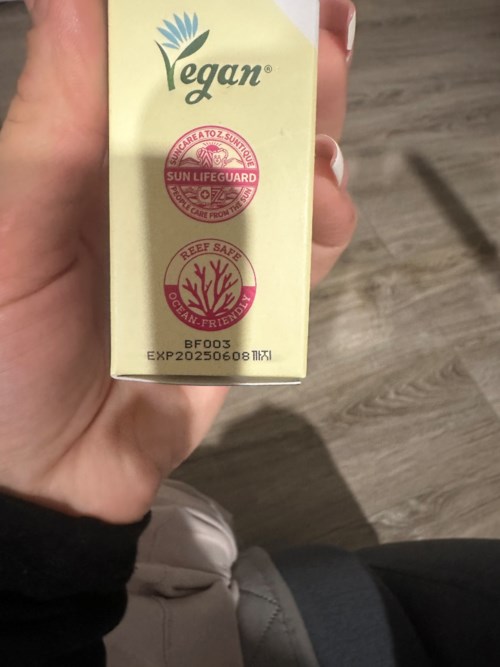 Vegan®
SUNCARE A TO Z. SUNTIQUE
SUN LIFEGUARD
PEOPLE CARE FROM THE SUN
REEF SAFE
OCEAN-FRIENDLY
BF003
EXP20250608까지